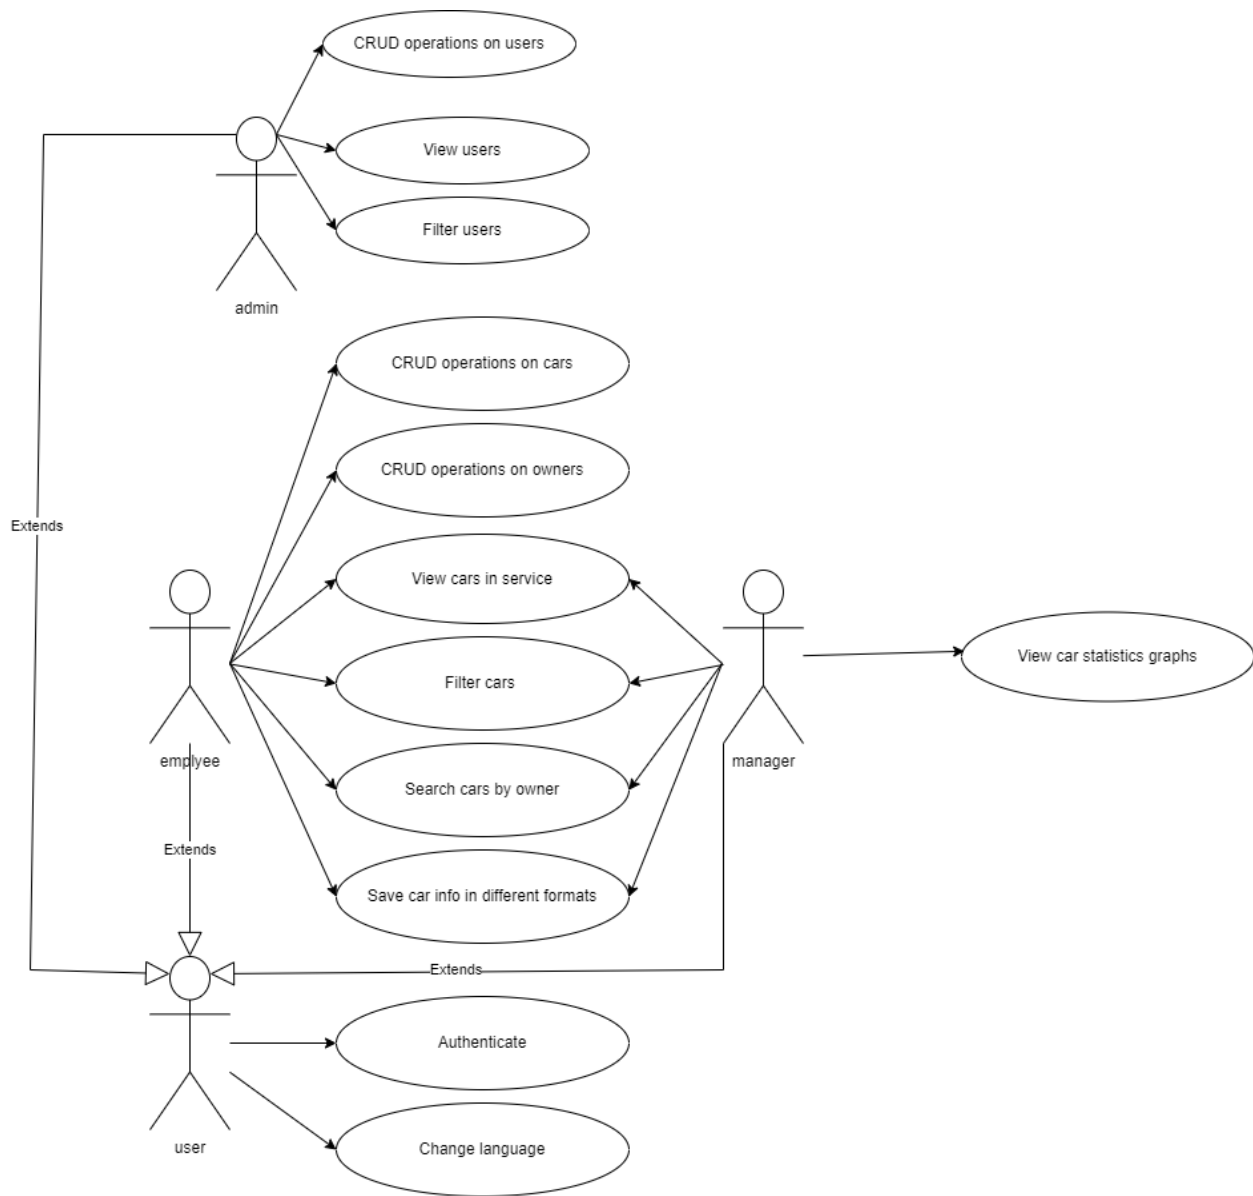 CRUD operations on users
View users
Filter users
admin
CRUD operations on cars
CRUD operations on owners
Extends
View cars in service
View car statistics graphs
Filter cars
emplyee
manager
Search cars by owner
Extends
Save car info in different formats
Extends
Authenticate
user
Change language